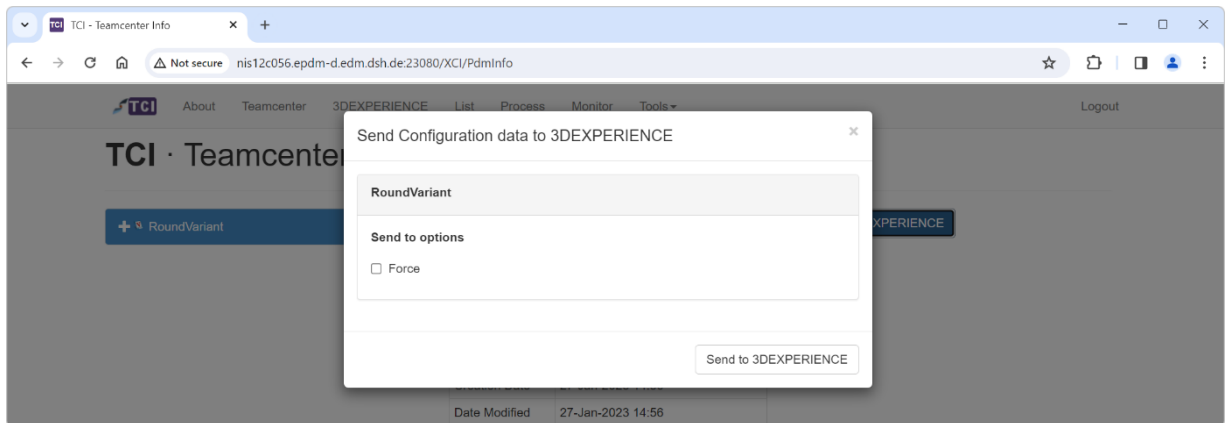 TCI TCI - Teamcenter Info
Not secure nis12c056.epdm-d.edm.dsh.de:23080/XCI/PdmInfo
TCI About Teamcenter 3DEXPERIENCE List Process Monitor Tools Logout
Send Configuration data to 3DEXPERIENCE ×
TCI · Teamcenter
RoundVariant
RoundVariant XPERIENCE
Send to options
Force
Send to 3DEXPERIENCE
Date Modified 27-Jan-2023 14:56